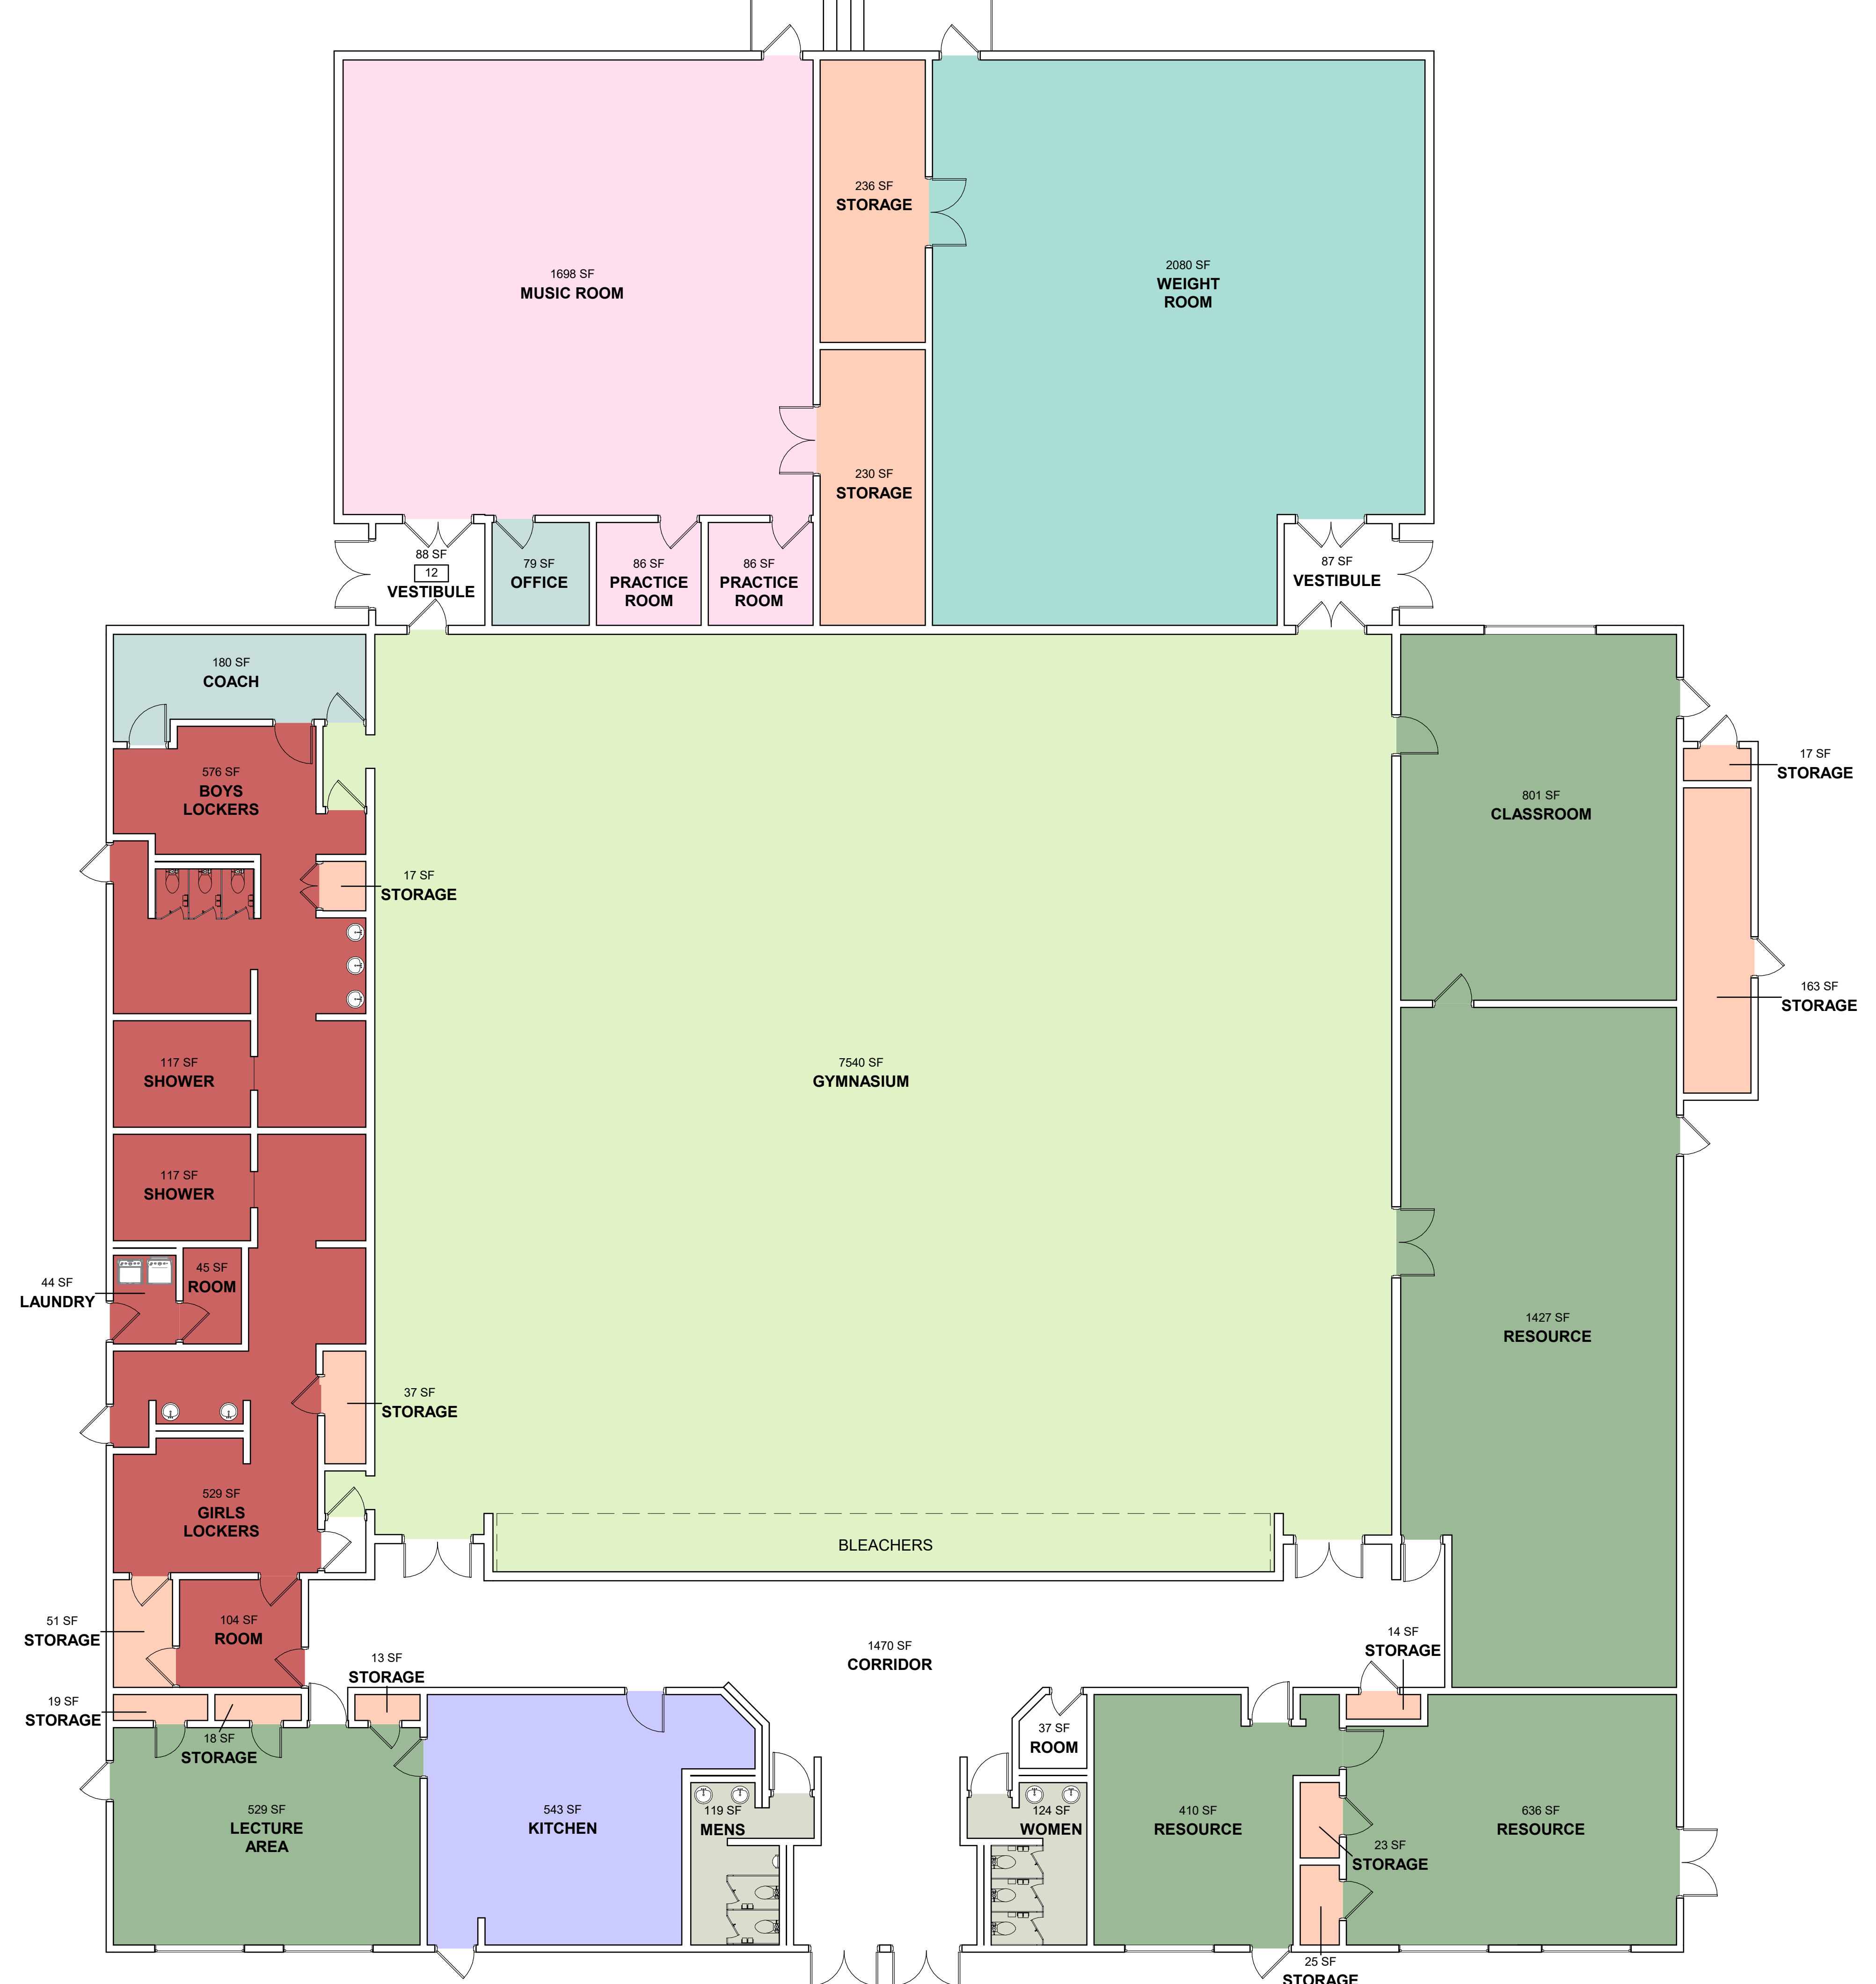 236 SF
STORAGE
1698 SF
MUSIC ROOM
2080 SF
WEIGHT
ROOM
230 SF
STORAGE
88 SF
12
VESTIBULE
79 SF
OFFICE
86 SF
PRACTICE
ROOM
86 SF
PRACTICE
ROOM
87 SF
VESTIBULE
180 SF
COACH
576 SF
BOYS
LOCKERS
17 SF
STORAGE
801 SF
CLASSROOM
17 SF
STORAGE
163 SF
STORAGE
117 SF
SHOWER
7540 SF
GYMNASIUM
117 SF
SHOWER
44 SF
LAUNDRY
45 SF
ROOM
1427 SF
RESOURCE
37 SF
STORAGE
529 SF
GIRLS
LOCKERS
BLEACHERS
51 SF
STORAGE
104 SF
ROOM
13 SF
STORAGE
1470 SF
CORRIDOR
14 SF
STORAGE
19 SF
STORAGE
18 SF
STORAGE
37 SF
ROOM
529 SF
LECTURE
AREA
543 SF
KITCHEN
119 SF
MENS
124 SF
WOMEN
410 SF
RESOURCE
636 SF
RESOURCE
23 SF
STORAGE
25 SF
STORAGE